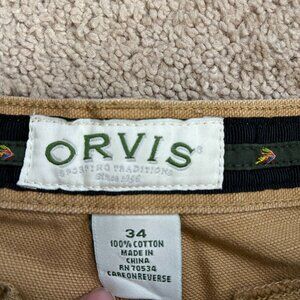 ORVIS®
SPORTING TRADITIONS
Since 1856
34
100% COTTON
MADE IN
CHINA
RN 70534
CARE ON REVERSE